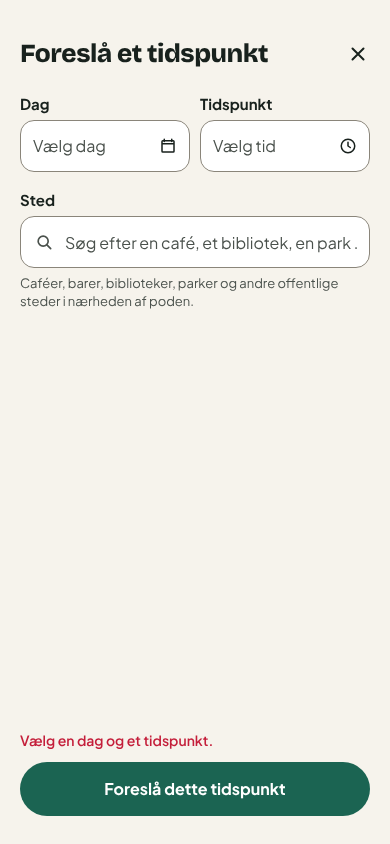 Foreslå et tidspunkt
Dag
Tidspunkt
Vælg dag
Vælg tid
Sted
Søg efter en café, et bibliotek, en park .
Caféer, barer, biblioteker, parker og andre offentlige
steder i nærheden af poden.
Vælg en dag og et tidspunkt.
Foreslå dette tidspunkt